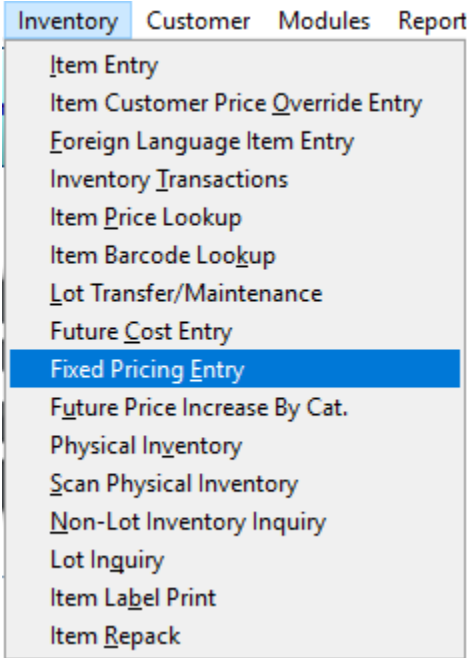 Inventory Customer Modules Report
Item Entry
Item Customer Price Override Entry
Foreign Language Item Entry
Inventory Transactions
Item Price Lookup
Item Barcode Lookup
Lot Transfer/Maintenance
Future Cost Entry
Fixed Pricing Entry
Future Price Increase By Cat.
Physical Inventory
Scan Physical Inventory
Non-Lot Inventory Inquiry
Lot Inquiry
Item Label Print
Item Repack